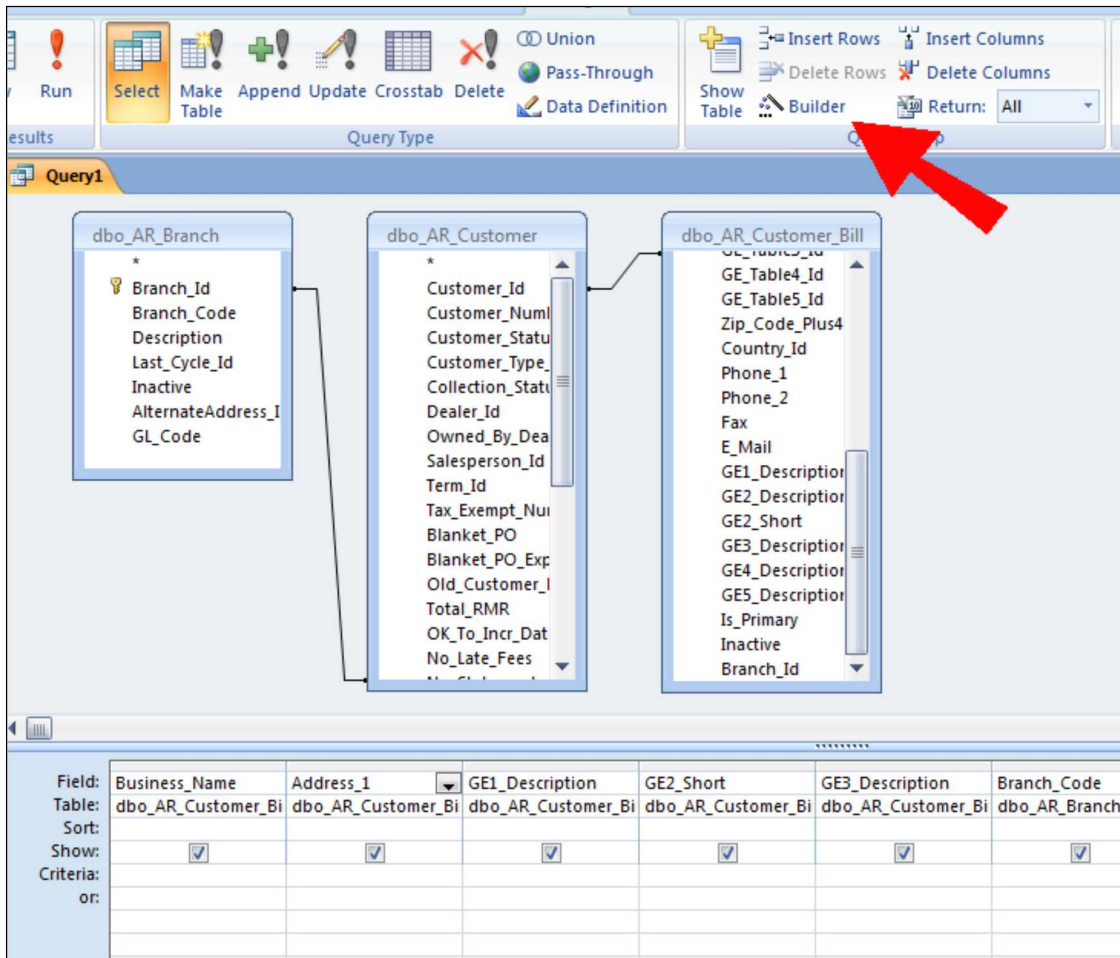 Union
Insert Rows
Insert Columns
Pass-Through
Delete Rows
Delete Columns
Run
Select
Make Table
Append
Update
Crosstab
Delete
Data Definition
Show Table
Builder
Return: All
Query Type
Query1
dbo_AR_Branch
*
Branch_Id
Branch_Code
Description
Last_Cycle_Id
Inactive
AlternateAddress_I
GL_Code
dbo_AR_Customer
*
Customer_Id
Customer_Numl
Customer_Statu
Customer_Type_
Collection_Statu
Dealer_Id
Owned_By_Dea
Salesperson_Id
Term_Id
Tax_Exempt_Nu
Blanket_PO
Blanket_PO_Exp
Old_Customer_I
Total_RMR
OK_To_Incr_Dat
No_Late_Fees
dbo_AR_Customer_Bill
GE_Table4_Id
GE_Table5_Id
Zip_Code_Plus4
Country_Id
Phone_1
Phone_2
Fax
E_Mail
GE1_Description
GE2_Description
GE2_Short
GE3_Description
GE4_Description
GE5_Description
Is_Primary
Inactive
Branch_Id
Field: Business_Name Address_1 GE1_Description GE2_Short GE3_Description Branch_Code
Table: dbo_AR_Customer_Bi dbo_AR_Customer_Bi dbo_AR_Customer_Bi dbo_AR_Customer_Bi dbo_AR_Customer_Bi dbo_AR_Branch
Sort:
Show:
Criteria:
or: